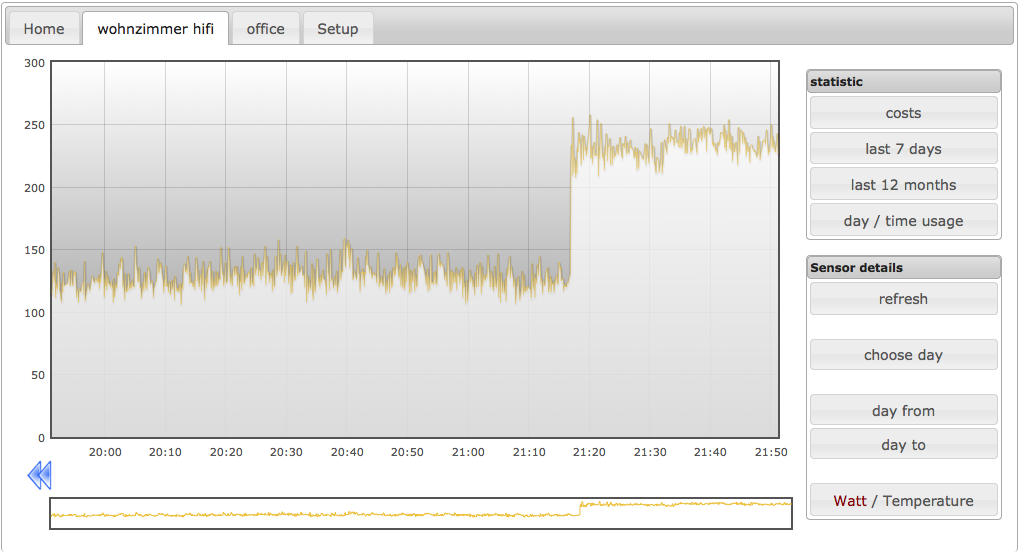 Home wohnzimmer hifi office Setup
300
250
200
150
100
50
0
20:00 20:10 20:20 20:30 20:40 20:50 21:00 21:10 21:20 21:30 21:40 21:50
statistic
costs
last 7 days
last 12 months
day / time usage
Sensor details
refresh
choose day
day from
day to
Watt / Temperature